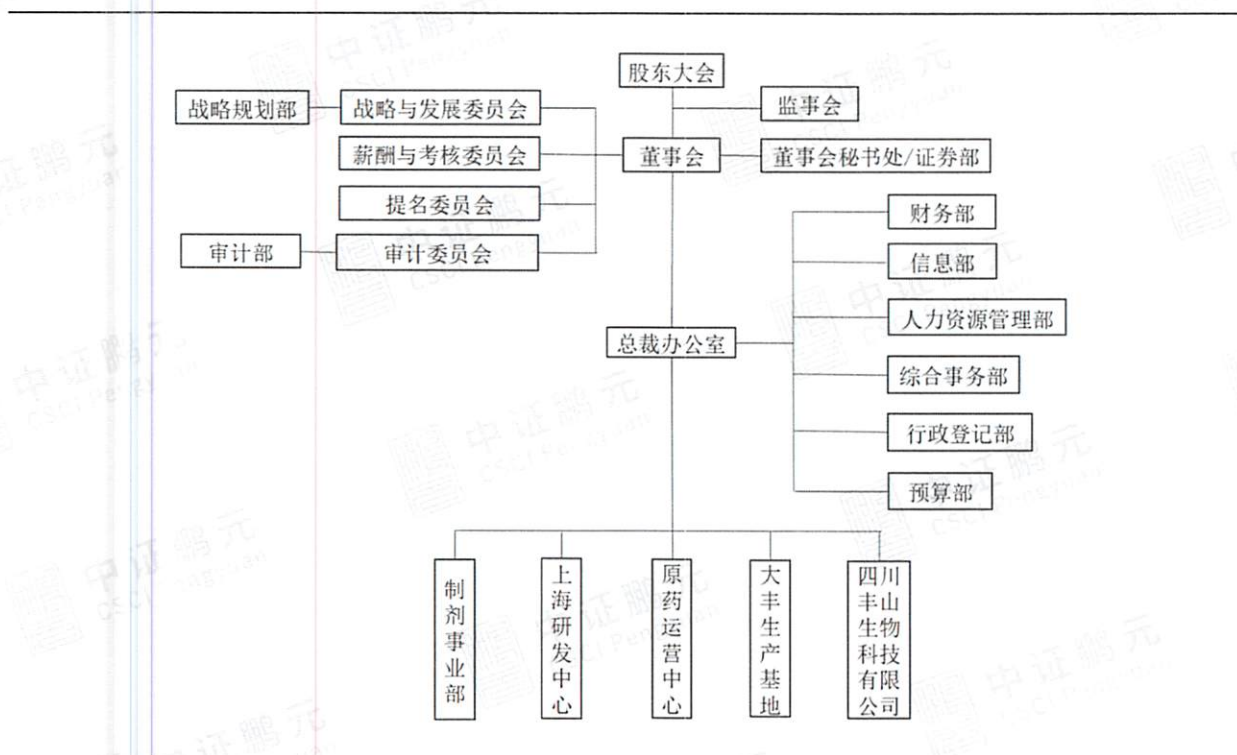 股东大会
监事会
战略规划部
战略与发展委员会
薪酬与考核委员会
董事会
董事会秘书处/证券部
提名委员会
审计部
审计委员会
财务部
信息部
人力资源管理部
总裁办公室
综合事务部
行政登记部
预算部
制剂事业部
上海研发中心
原药运营中心
大丰生产基地
四川丰山生物科技有限公司
中证鹏元
CSCI Pengyuan